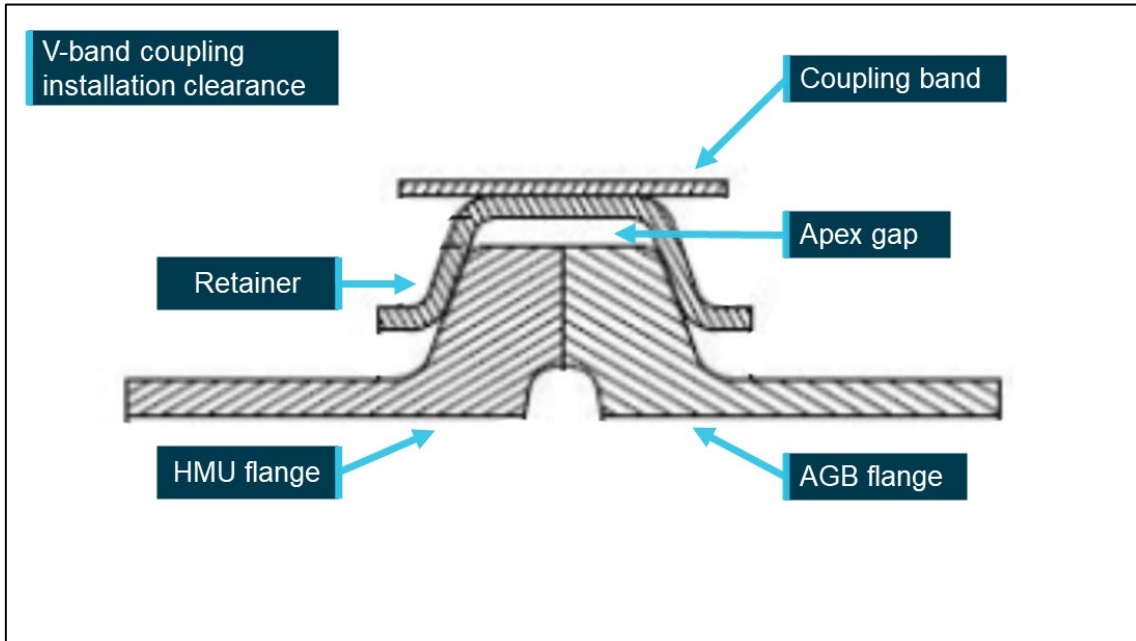 V-band coupling
installation clearance
Coupling band
Apex gap
Retainer
HMU flange
AGB flange